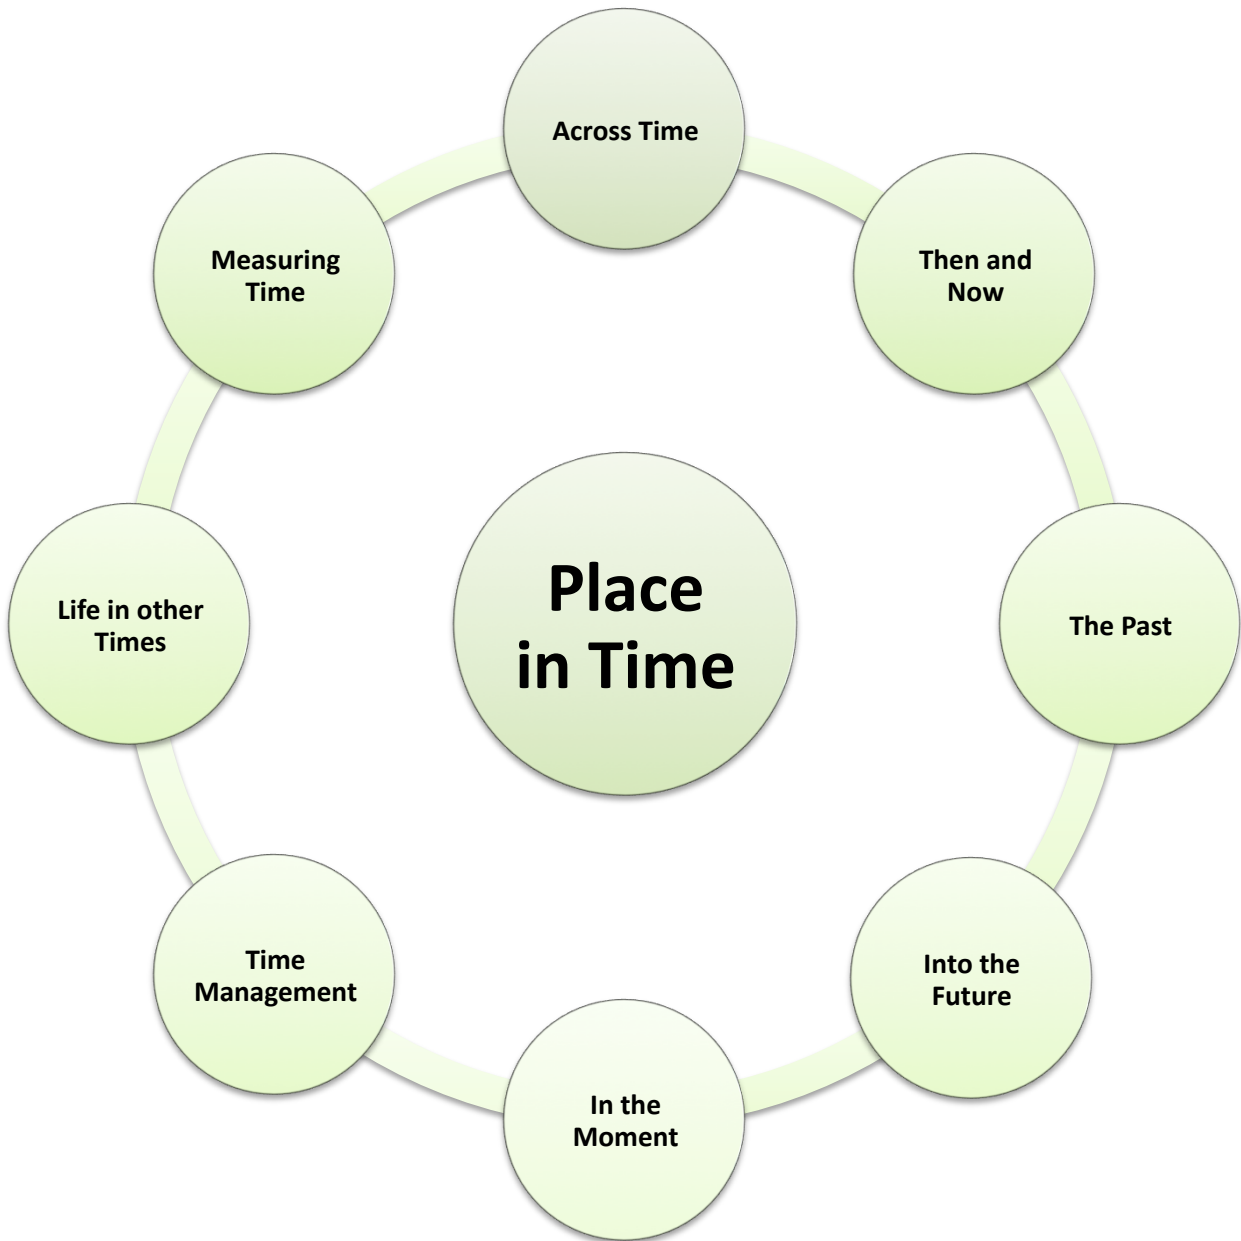 Across Time
Then and
Now
The Past
Into the
Future
In the
Moment
Time
Management
Life in other
Times
Measuring
Time
Place
in Time